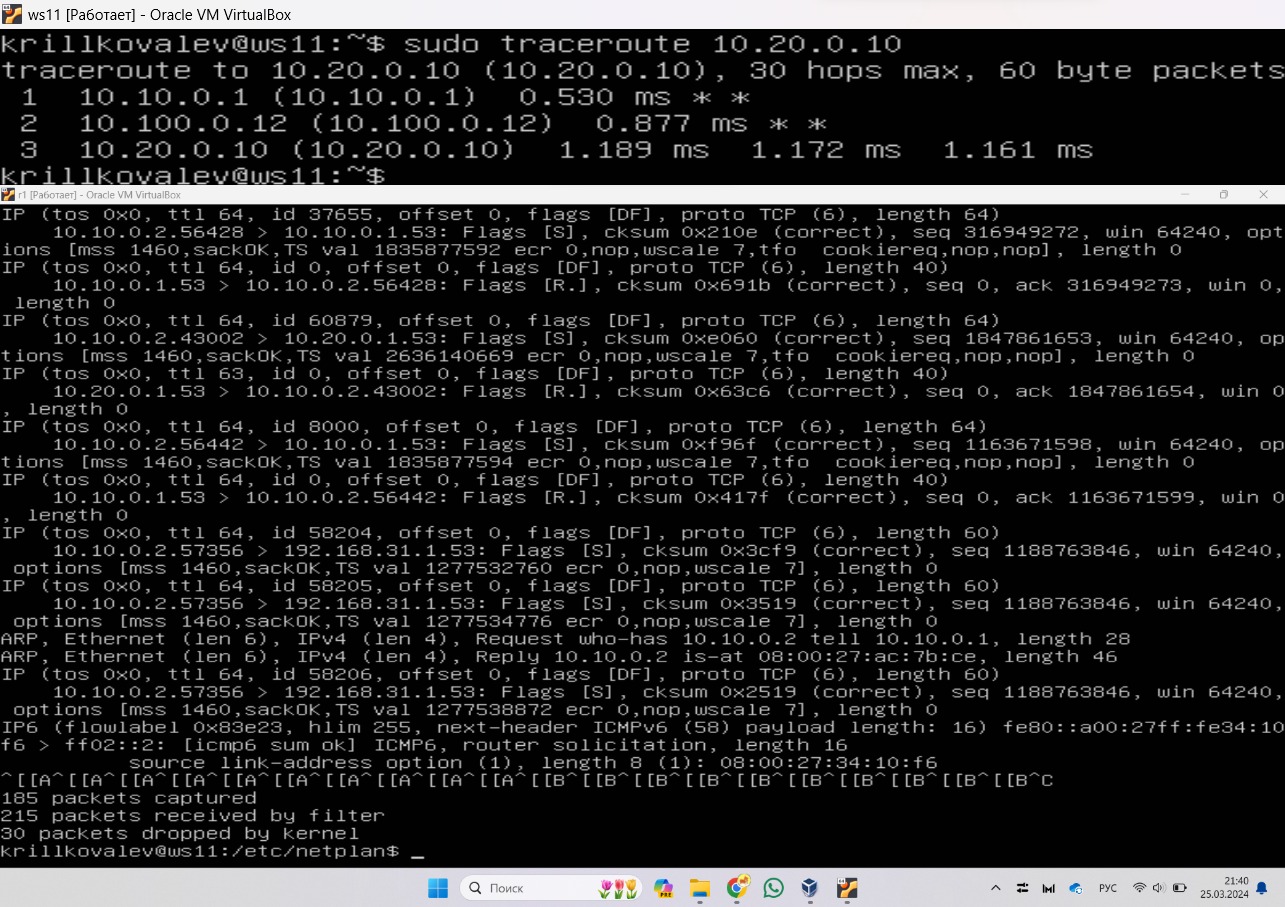 ws11 [Работает] - Oracle VM VirtualBox
krillkovalev@ws11:~$ sudo traceroute 10.20.0.10
traceroute to 10.20.0.10 (10.20.0.10), 30 hops max, 60 byte packets
 1  10.10.0.1 (10.10.0.1)  0.530 ms * *
 2  10.100.0.12 (10.100.0.12)  0.877 ms * *
 3  10.20.0.10 (10.20.0.10)  1.189 ms  1.172 ms  1.161 ms
krillkovalev@ws11:~$
r1 [Работает] - Oracle VM VirtualBox
IP (tos 0x0, ttl 64, id 37655, offset 0, flags [DF], proto TCP (6), length 64)
    10.10.0.2.56428 > 10.10.0.1.53: Flags [S], cksum 0x210e (correct), seq 316949272, win 64240, opt
ions [mss 1460,sackOK,TS val 1835877592 ecr 0,nop,wscale 7,tfo  cookiereq,nop,nop], length 0
IP (tos 0x0, ttl 64, id 0, offset 0, flags [DF], proto TCP (6), length 40)
    10.10.0.1.53 > 10.10.0.2.56428: Flags [R.], cksum 0x691b (correct), seq 0, ack 316949273, win 0,
 length 0
IP (tos 0x0, ttl 64, id 60879, offset 0, flags [DF], proto TCP (6), length 64)
    10.10.0.2.43002 > 10.20.0.1.53: Flags [S], cksum 0xe060 (correct), seq 1847861653, win 64240, op
tions [mss 1460,sackOK,TS val 2636140669 ecr 0,nop,wscale 7,tfo  cookiereq,nop,nop], length 0
IP (tos 0x0, ttl 63, id 0, offset 0, flags [DF], proto TCP (6), length 40)
    10.20.0.1.53 > 10.10.0.2.43002: Flags [R.], cksum 0x63c6 (correct), seq 0, ack 1847861654, win 0
, length 0
IP (tos 0x0, ttl 64, id 8000, offset 0, flags [DF], proto TCP (6), length 64)
    10.10.0.2.56442 > 10.10.0.1.53: Flags [S], cksum 0xf96f (correct), seq 1163671598, win 64240, op
tions [mss 1460,sackOK,TS val 1835877594 ecr 0,nop,wscale 7,tfo  cookiereq,nop,nop], length 0
IP (tos 0x0, ttl 64, id 0, offset 0, flags [DF], proto TCP (6), length 40)
    10.10.0.1.53 > 10.10.0.2.56442: Flags [R.], cksum 0x417f (correct), seq 0, ack 1163671599, win 0
, length 0
IP (tos 0x0, ttl 64, id 58204, offset 0, flags [DF], proto TCP (6), length 60)
    10.10.0.2.57356 > 192.168.31.1.53: Flags [S], cksum 0x3cf9 (correct), seq 1188763846, win 64240,
 options [mss 1460,sackOK,TS val 1277532760 ecr 0,nop,wscale 7], length 0
IP (tos 0x0, ttl 64, id 58205, offset 0, flags [DF], proto TCP (6), length 60)
    10.10.0.2.57356 > 192.168.31.1.53: Flags [S], cksum 0x3519 (correct), seq 1188763846, win 64240,
 options [mss 1460,sackOK,TS val 1277534776 ecr 0,nop,wscale 7], length 0
ARP, Ethernet (len 6), IPv4 (len 4), Request who-has 10.10.0.2 tell 10.10.0.1, length 28
ARP, Ethernet (len 6), IPv4 (len 4), Reply 10.10.0.2 is-at 08:00:27:ac:7b:ce, length 46
IP (tos 0x0, ttl 64, id 58206, offset 0, flags [DF], proto TCP (6), length 60)
    10.10.0.2.57356 > 192.168.31.1.53: Flags [S], cksum 0x2519 (correct), seq 1188763846, win 64240,
 options [mss 1460,sackOK,TS val 1277538872 ecr 0,nop,wscale 7], length 0
IP6 (flowlabel 0x83e23, hlim 255, next-header ICMPv6 (58) payload length: 16) fe80::a00:27ff:fe34:10
f6 > ff02::2: [icmp6 sum ok] ICMP6, router solicitation, length 16
          source link-address option (1), length 8 (1): 08:00:27:34:10:f6
^[[A^[[A^[[A^[[A^[[A^[[A^[[A^[[A^[[B^[[B^[[B^[[B^[[B^[[B^[[B^[[B^[[B^C
185 packets captured
215 packets received by filter
30 packets dropped by kernel
krillkovalev@ws11:/etc/netplan$ _
Поиск
PRE
РУС
21:40
25.03.2024